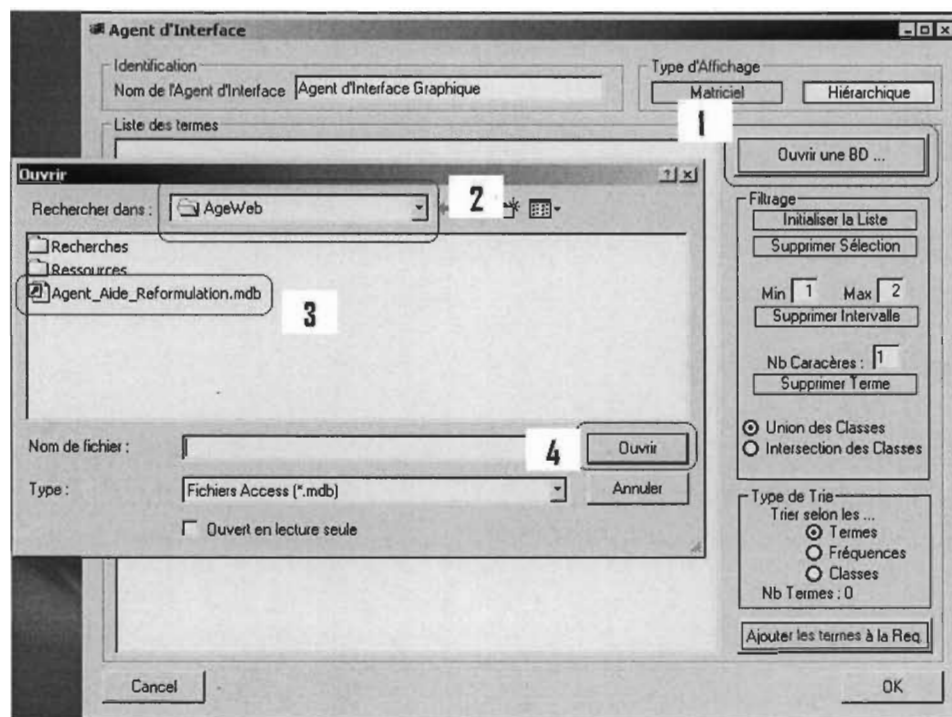 Agent d'Interface
Identification
Nom de l'Agent d'Interface Agent d'Interface Graphique
Type d'Affichage
Matriciel Hiérarchique
1
Liste des termes
Ouvrir une BD ...
Ouvrir
Rechercher dans : AgeWeb
2
Recherches
Ressources
Agent_Aide_Reformulation.mdb
3
Nom de fichier :
4
Ouvrir
Type : Fichiers Access (*.mdb)
Annuler
Ouvert en lecture seule
Filtrage
Initialiser la Liste
Supprimer Sélection
Min 1 Max 2
Supprimer Intervalle
Nb Caracères : 1
Supprimer Terme
Union des Classes
Intersection des Classes
Type de Trie
Trier selon les ...
Termes
Fréquences
Classes
Nb Termes : 0
Ajouter les termes à la Req.
Cancel
OK